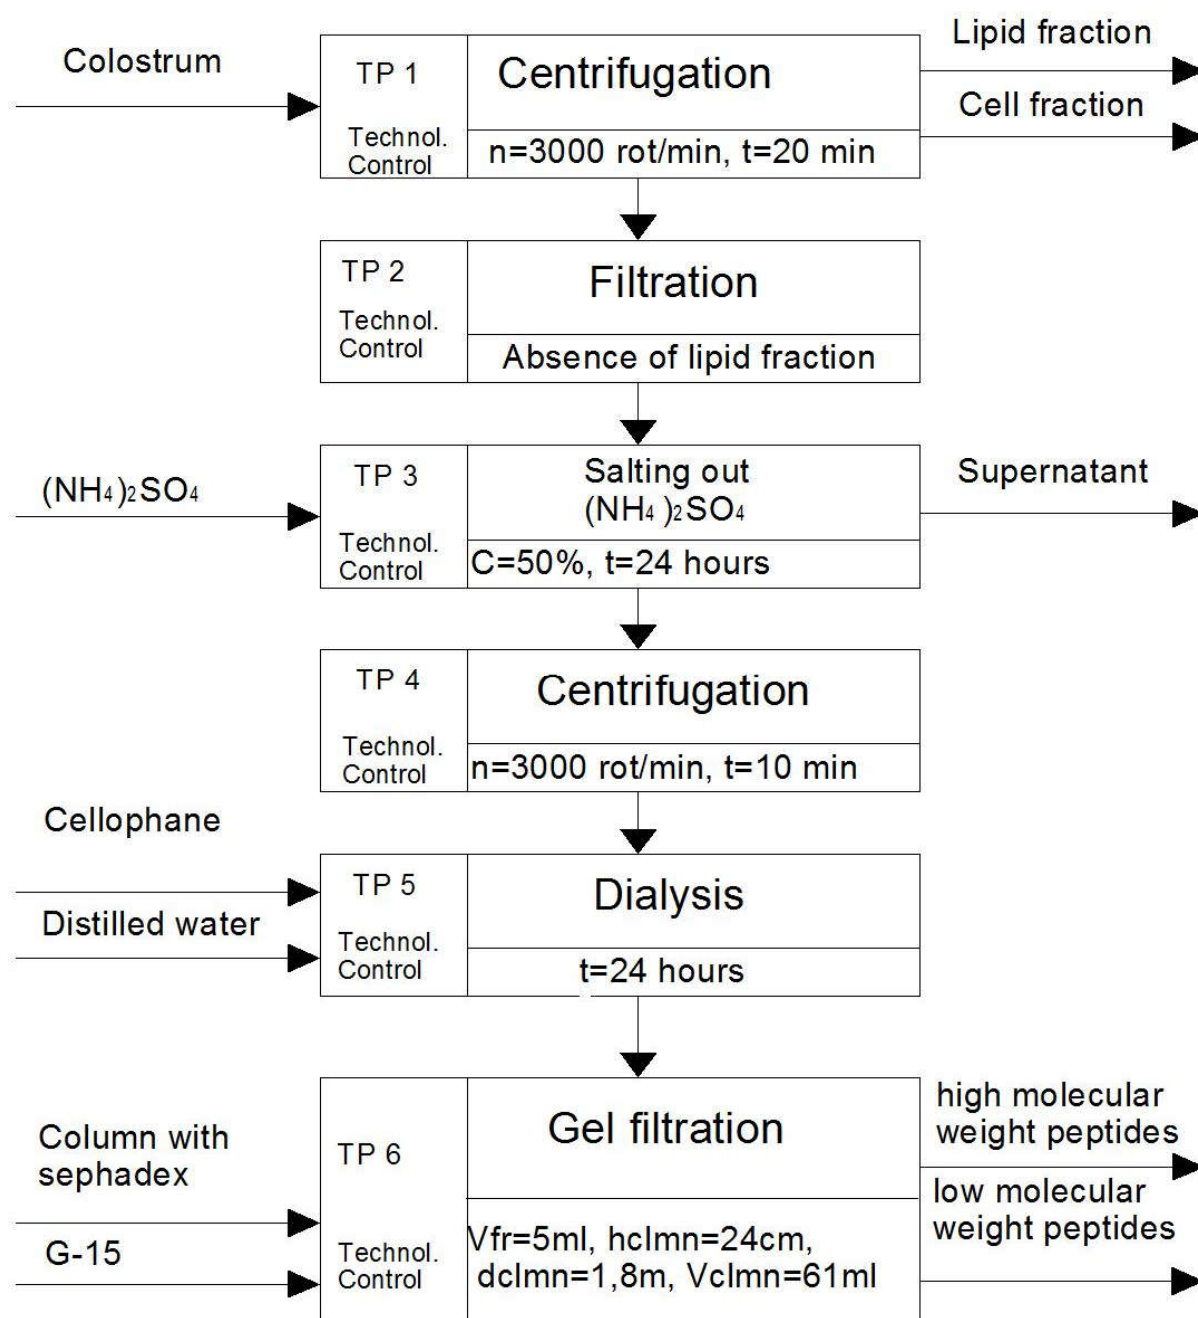 Colostrum
TP 1
Technol.
Control
Centrifugation
n=3000 rot/min, t=20 min
Lipid fraction
Cell fraction
TP 2
Technol.
Control
Filtration
Absence of lipid fraction
(NH₄)₂SO₄
TP 3
Technol.
Control
Salting out
(NH₄ )₂SO₄
C=50%, t=24 hours
Supernatant
TP 4
Technol.
Control
Centrifugation
n=3000 rot/min, t=10 min
Cellophane
Distilled water
TP 5
Technol.
Control
Dialysis
t=24 hours
Column with
sephadex
G-15
TP 6
Technol.
Control
Gel filtration
Vfr=5ml, hclmn=24cm,
dclmn=1,8m, Vclmn=61ml
high molecular
weight peptides
low molecular
weight peptides